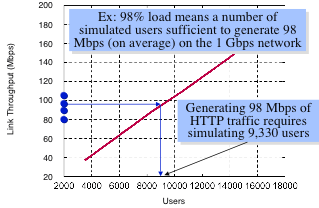 200
180
160
140
120
100
80
60
40
20
Link Throughput (Mbps)
Ex: 98% load means a number of
simulated users sufficient to generate 98
Mbps (on average) on the 1 Gbps network
Generating 98 Mbps of
HTTP traffic requires
simulating 9,330 users
2000 4000 6000 8000 10000 12000 14000 16000 18000
Users